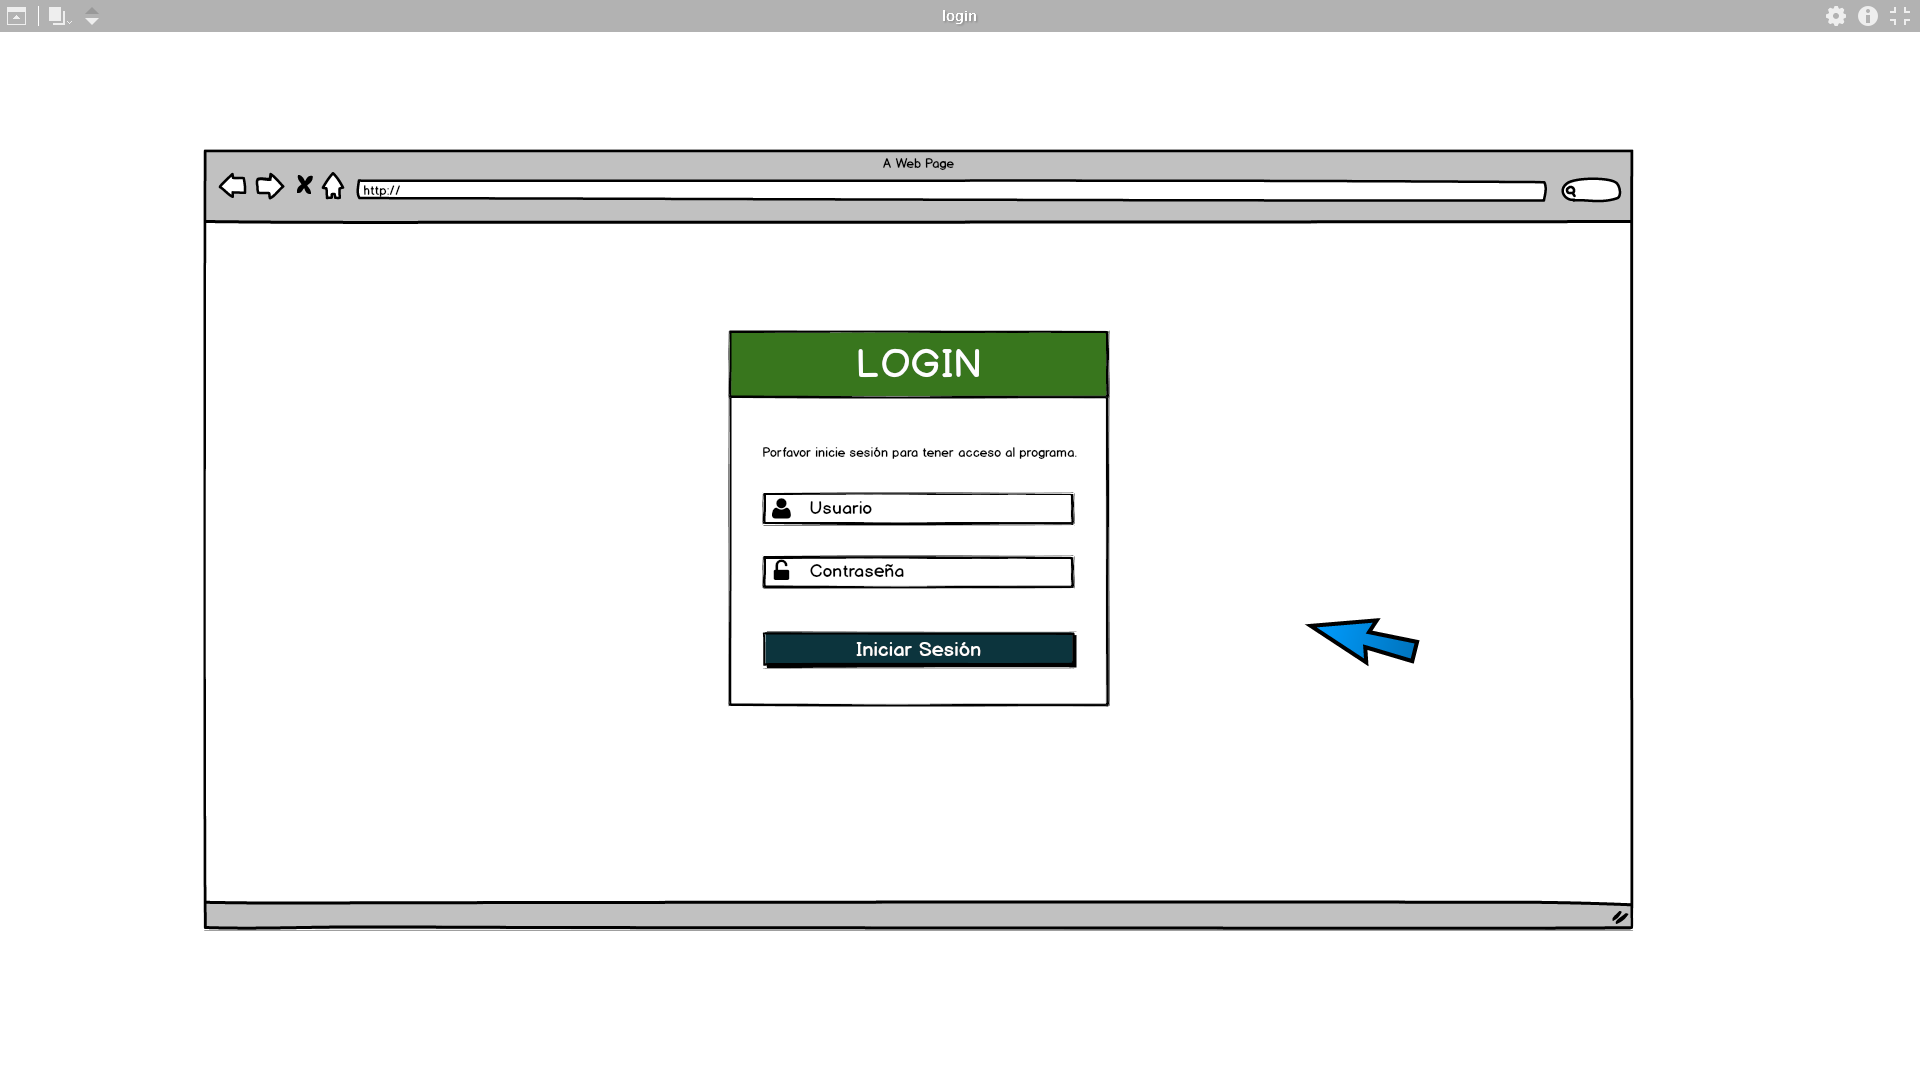 login
A Web Page
http://
LOGIN
Porfavor inicie sesión para tener acceso al programa.
Usuario
Contraseña
Iniciar Sesión